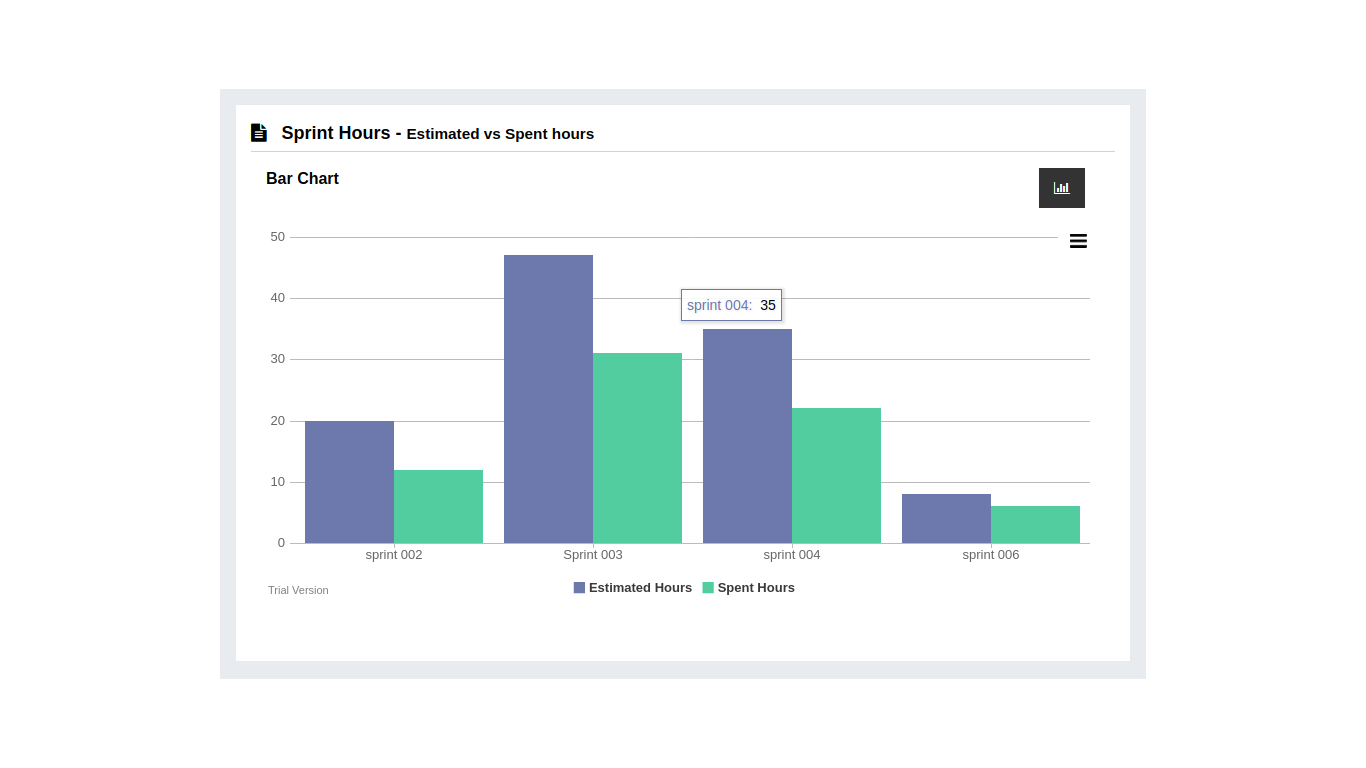 Sprint Hours - Estimated vs Spent hours
Bar Chart
50
40
sprint 004: 35
30
20
10
0
sprint 002 Sprint 003 sprint 004 sprint 006
Estimated Hours Spent Hours
Trial Version